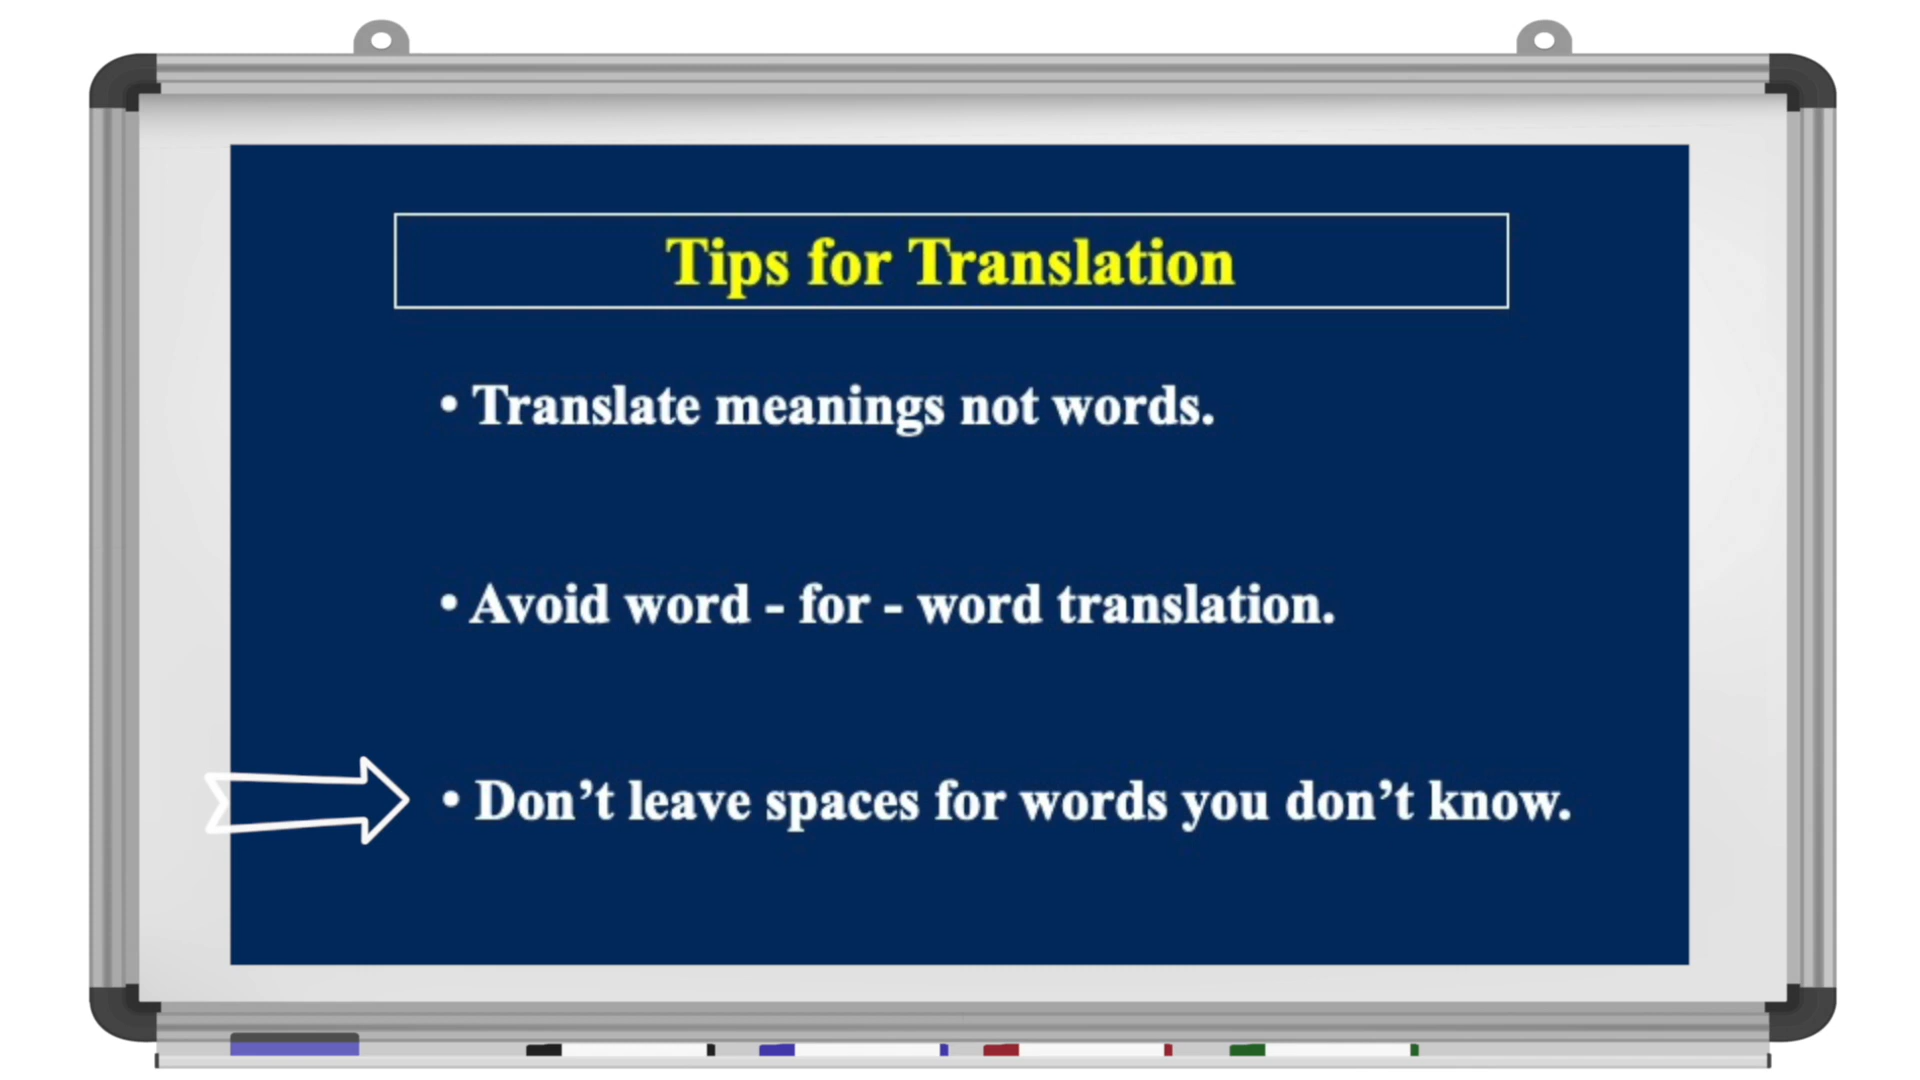 Tips for Translation
• Translate meanings not words.
• Avoid word - for - word translation.
• Don’t leave spaces for words you don’t know.